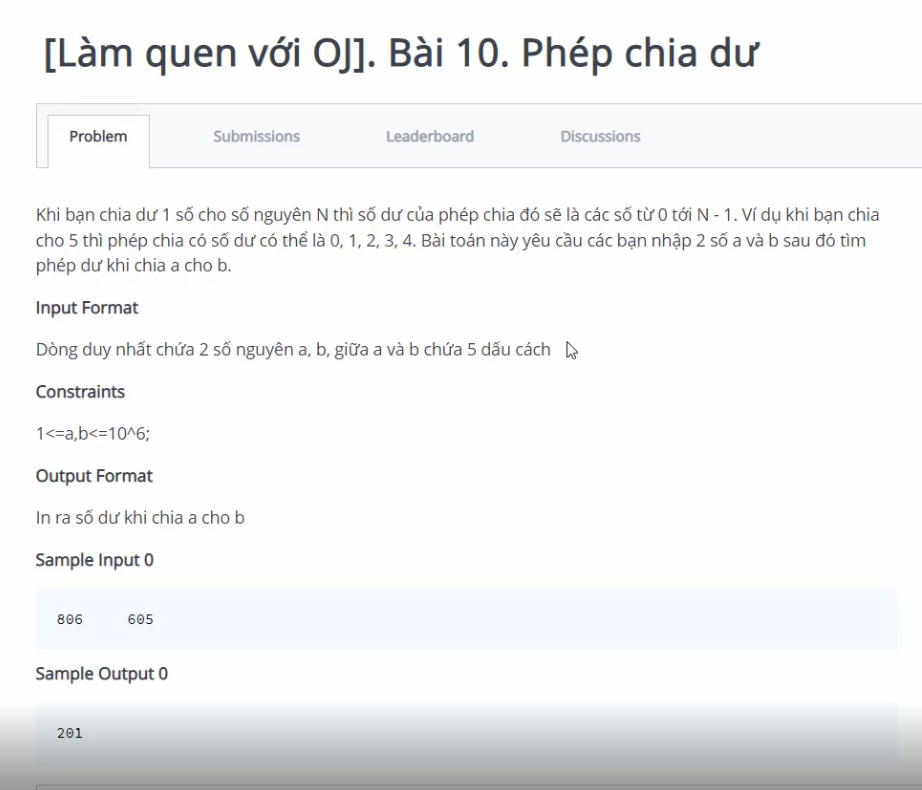 [Làm quen với OJ]. Bài 10. Phép chia dư
Problem Submissions Leaderboard Discussions
Khi bạn chia dư 1 số cho số nguyên N thì số dư của phép chia đó sẽ là các số từ 0 tới N - 1. Ví dụ khi bạn chia
cho 5 thì phép chia có số dư có thể là 0, 1, 2, 3, 4. Bài toán này yêu cầu các bạn nhập 2 số a và b sau đó tìm
phép dư khi chia a cho b.
Input Format
Dòng duy nhất chứa 2 số nguyên a, b, giữa a và b chứa 5 dấu cách
Constraints
1<=a,b<=10^6;
Output Format
In ra số dư khi chia a cho b
Sample Input 0
806     605
Sample Output 0
201